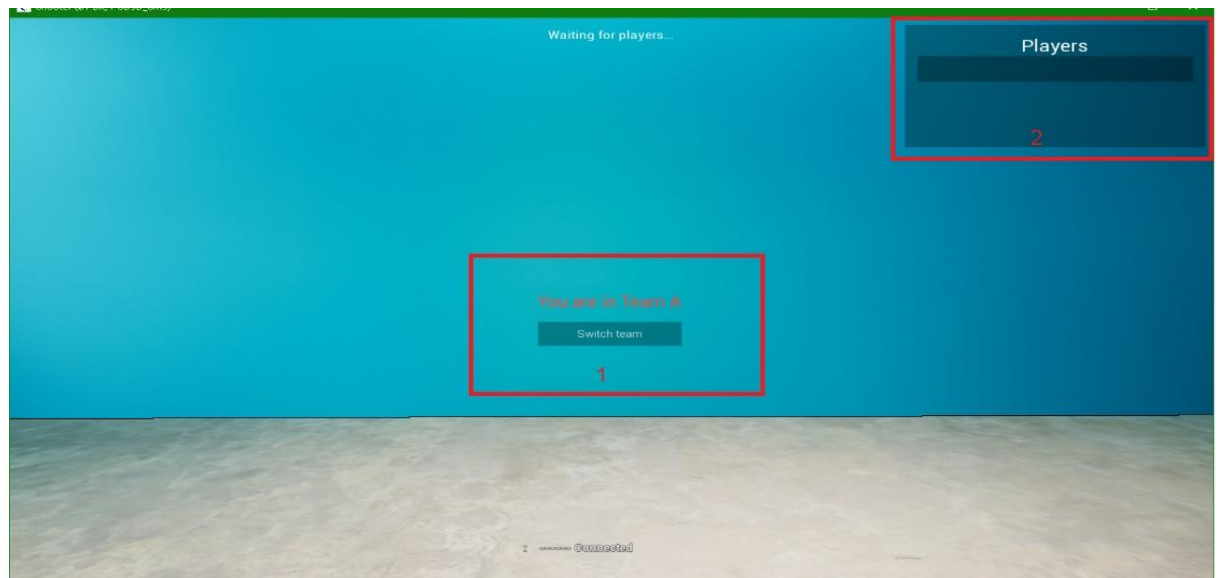 Waiting for players...
Players
2
You are in Team A
Switch team
1
: ------ Connected